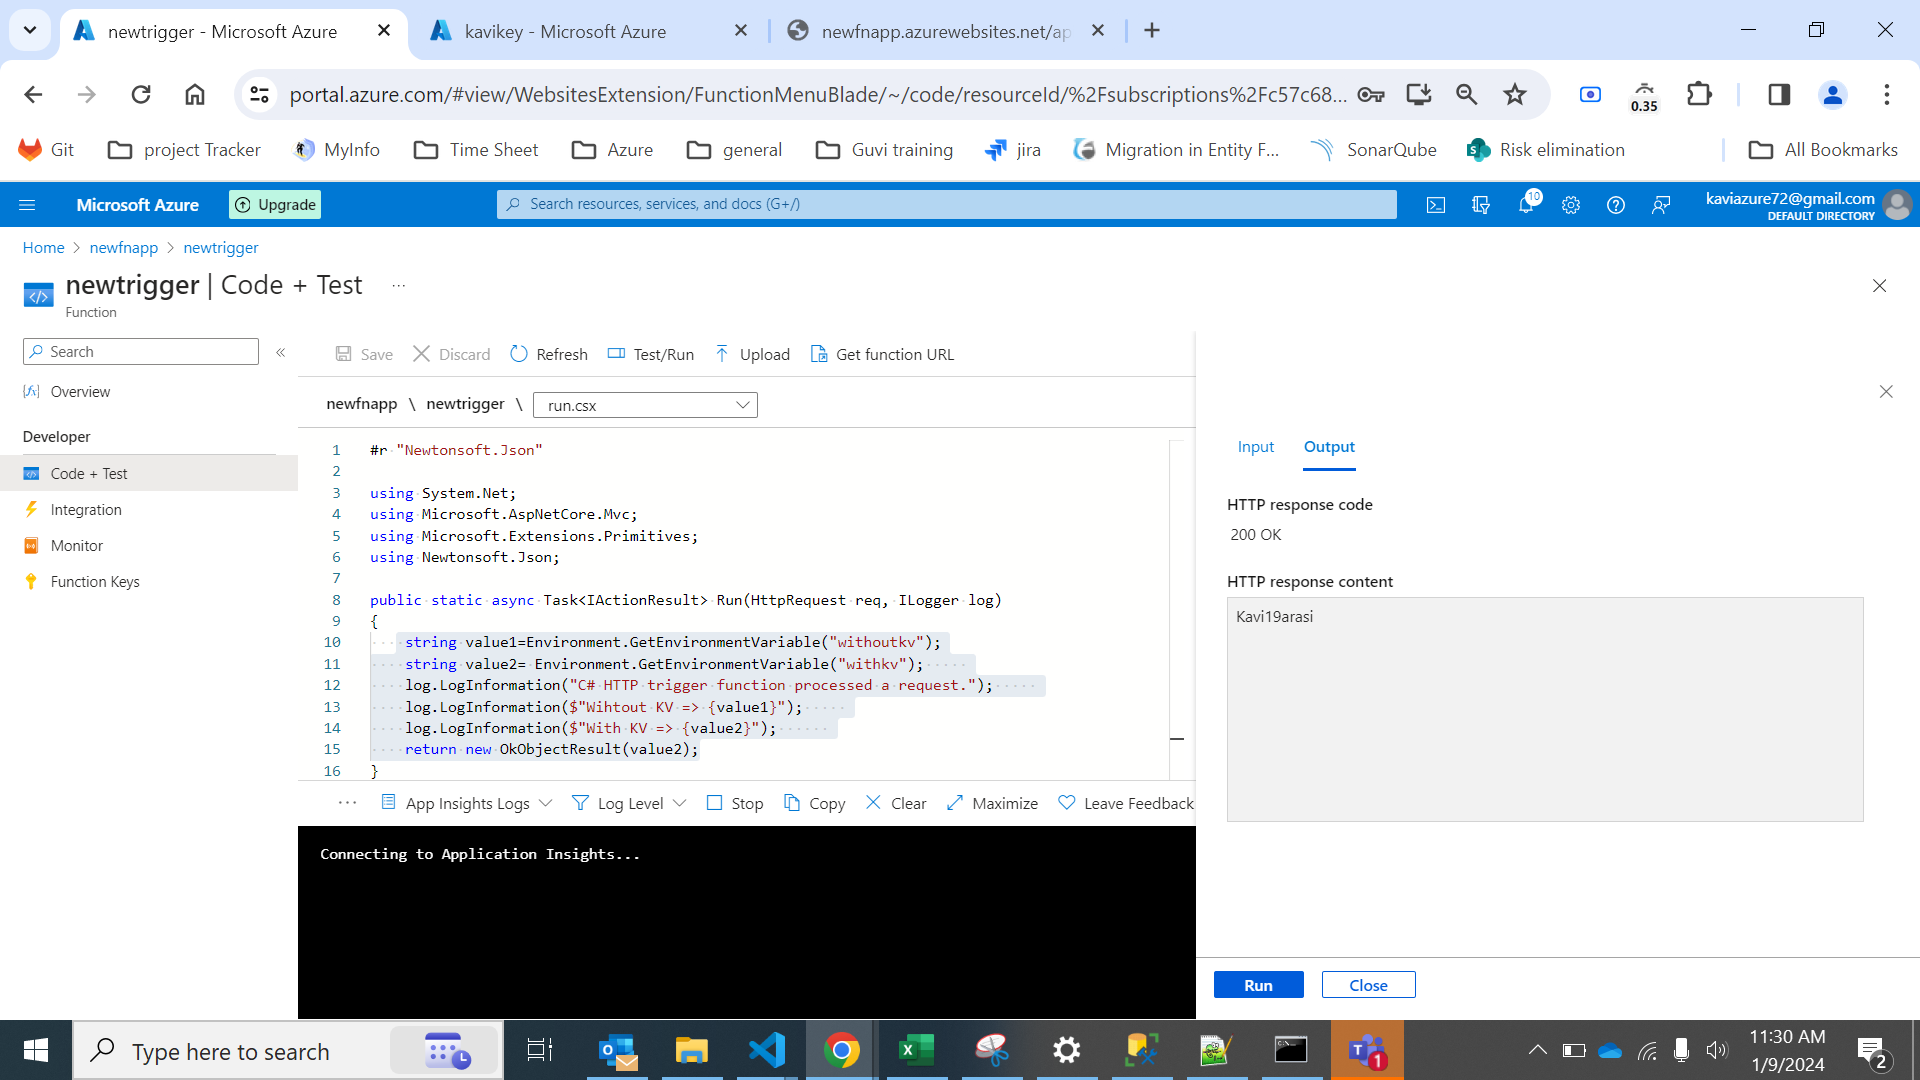 newtrigger - Microsoft Azure
kavikey - Microsoft Azure
newfnapp.azurewebsites.net/ap
portal.azure.com/#view/WebsitesExtension/FunctionMenuBlade/~/code/resourceId/%2Fsubscriptions%2Fc57c68...
0.35
Git
project Tracker
MyInfo
Time Sheet
Azure
general
Guvi training
jira
Migration in Entity F...
SonarQube
Risk elimination
All Bookmarks
Microsoft Azure
Upgrade
Search resources, services, and docs (G+/)
10
kaviazure72@gmail.com
DEFAULT DIRECTORY
Home > newfnapp > newtrigger
newtrigger | Code + Test ...
Function
Search
«
Overview
Developer
Code + Test
Integration
Monitor
Function Keys
Save
Discard
Refresh
Test/Run
Upload
Get function URL
newfnapp \ newtrigger \ run.csx
1 #r "Newtonsoft.Json"
2
3 using System.Net;
4 using Microsoft.AspNetCore.Mvc;
5 using Microsoft.Extensions.Primitives;
6 using Newtonsoft.Json;
7
8 public static async Task<IActionResult> Run(HttpRequest req, ILogger log)
9 {
10 string value1=Environment.GetEnvironmentVariable("withoutkv");
11 string value2= Environment.GetEnvironmentVariable("withkv");
12 log.LogInformation("C# HTTP trigger function processed a request.");
13 log.LogInformation($"Wihtout KV => {value1}");
14 log.LogInformation($"With KV => {value2}");
15 return new OkObjectResult(value2);
16 }
...
App Insights Logs
Log Level
Stop
Copy
Clear
Maximize
Leave Feedback
Connecting to Application Insights...
Input
Output
HTTP response code
200 OK
HTTP response content
Kavi19arasi
Run
Close
Type here to search
1
11:30 AM
1/9/2024
2